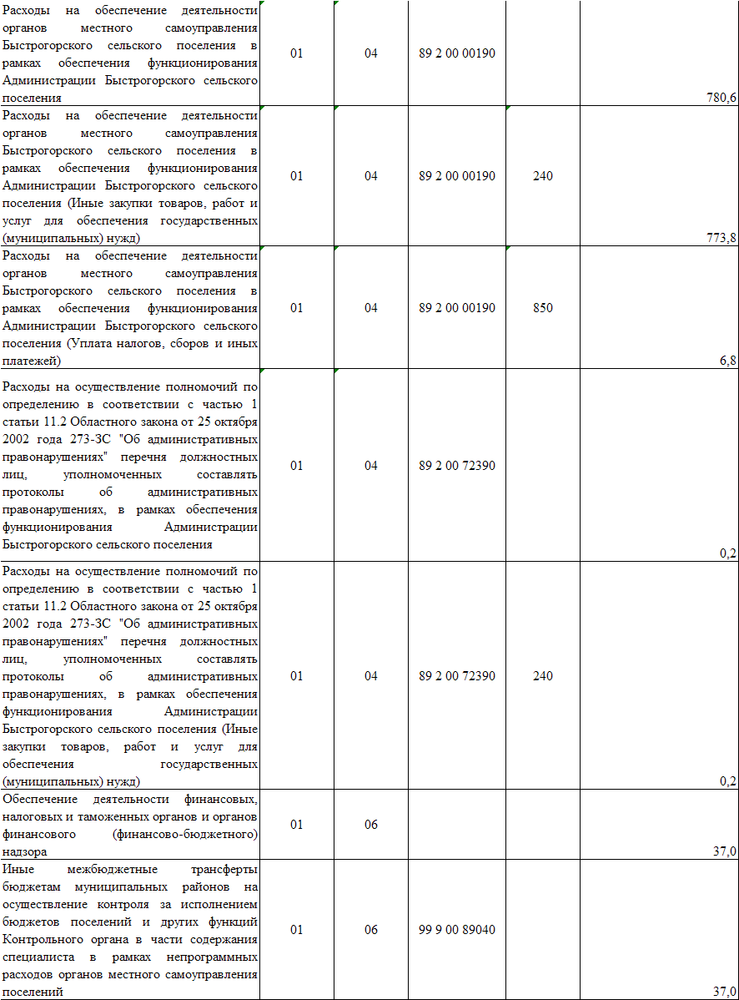 Расходы на обеспечение деятельности
органов местного самоуправления
Быстрогорского сельского поселения в
рамках обеспечения функционирования
Администрации Быстрогорского сельского
поселения
01
04
89 2 00 00190
780,6
Расходы на обеспечение деятельности
органов местного самоуправления
Быстрогорского сельского поселения в
рамках обеспечения функционирования
Администрации Быстрогорского сельского
поселения (Иные закупки товаров, работ и
услуг для обеспечения государственных
(муниципальных) нужд)
01
04
89 2 00 00190
240
773,8
Расходы на обеспечение деятельности
органов местного самоуправления
Быстрогорского сельского поселения в
рамках обеспечения функционирования
Администрации Быстрогорского сельского
поселения (Уплата налогов, сборов и иных
платежей)
01
04
89 2 00 00190
850
6,8
Расходы на осуществление полномочий по
определению в соответствии с частью 1
статьи 11.2 Областного закона от 25 октября
2002 года 273-ЗС "Об административных
правонарушениях" перечня должностных
лиц, уполномоченных составлять
протоколы об административных
правонарушениях, в рамках обеспечения
функционирования Администрации
Быстрогорского сельского поселения
01
04
89 2 00 72390
0,2
Расходы на осуществление полномочий по
определению в соответствии с частью 1
статьи 11.2 Областного закона от 25 октября
2002 года 273-ЗС "Об административных
правонарушениях" перечня должностных
лиц, уполномоченных составлять
протоколы об административных
правонарушениях, в рамках обеспечения
функционирования Администрации
Быстрогорского сельского поселения (Иные
закупки товаров, работ и услуг для
обеспечения государственных
(муниципальных) нужд)
01
04
89 2 00 72390
240
0,2
Обеспечение деятельности финансовых,
налоговых и таможенных органов и органов
финансового (финансово-бюджетного)
надзора
01
06
37,0
Иные межбюджетные трансферты
бюджетам муниципальных районов на
осуществление контроля за исполнением
бюджетов поселений и других функций
Контрольного органа в части содержания
специалиста в рамках непрограммных
расходов органов местного самоуправления
поселений
01
06
99 9 00 89040
37,0